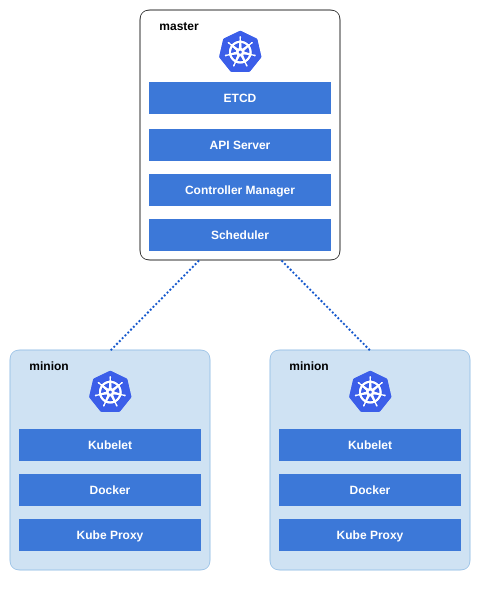 master
ETCD
API Server
Controller Manager
Scheduler
minion
Kubelet
Docker
Kube Proxy
minion
Kubelet
Docker
Kube Proxy